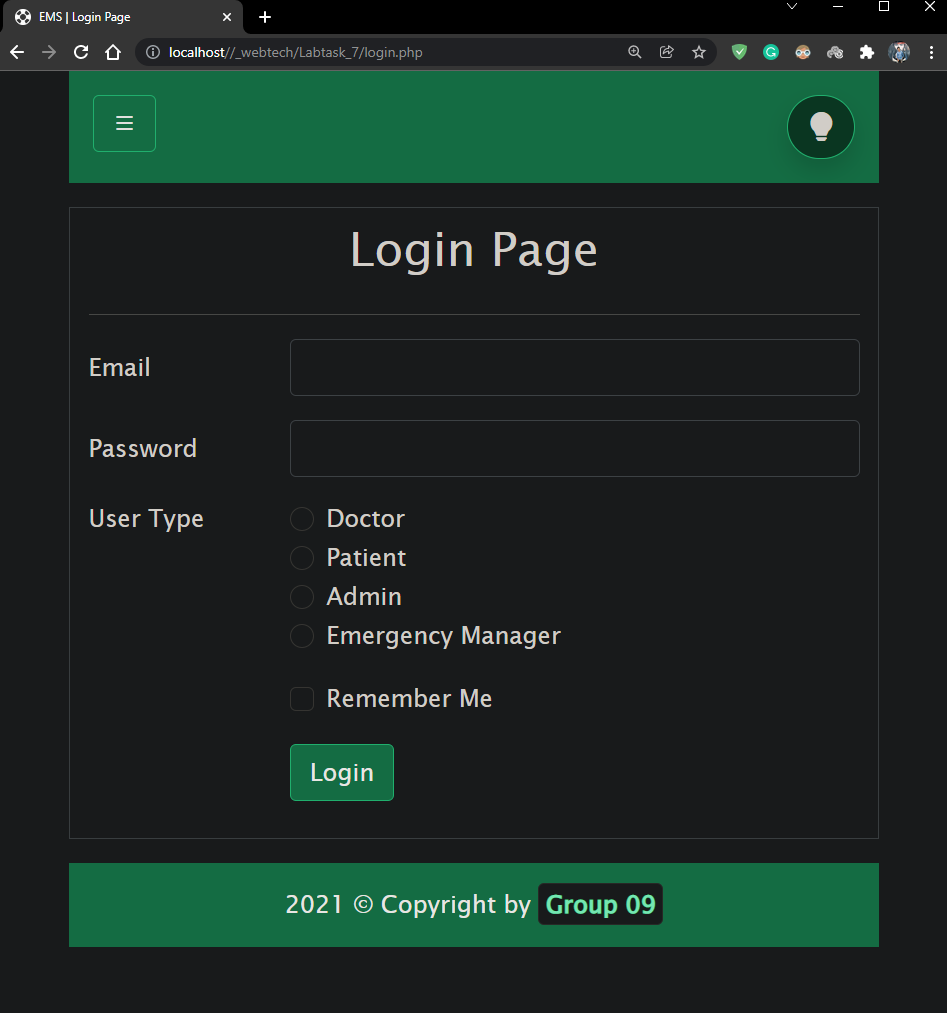 EMS | Login Page
localhost//_webtech/Labtask_7/login.php
Login Page
Email
Password
User Type
Doctor
Patient
Admin
Emergency Manager
Remember Me
Login
2021 © Copyright by Group 09